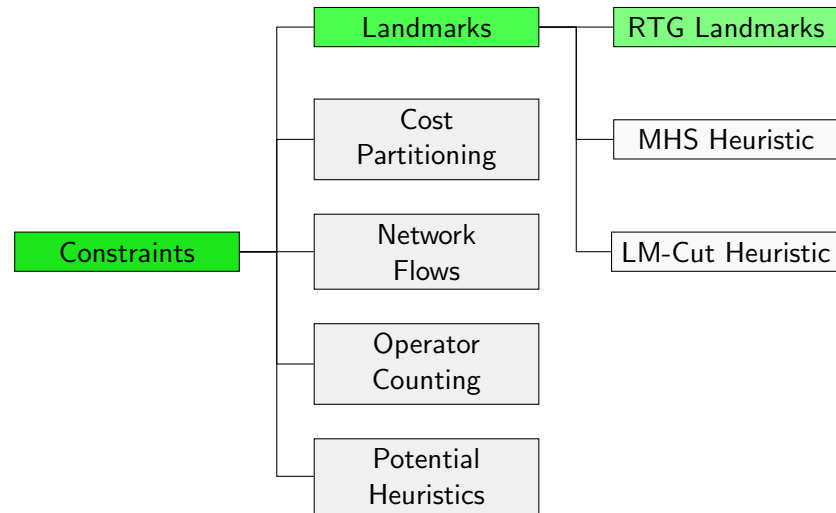 Landmarks
RTG Landmarks
Cost
Partitioning
MHS Heuristic
Constraints
Network
Flows
LM-Cut Heuristic
Operator
Counting
Potential
Heuristics